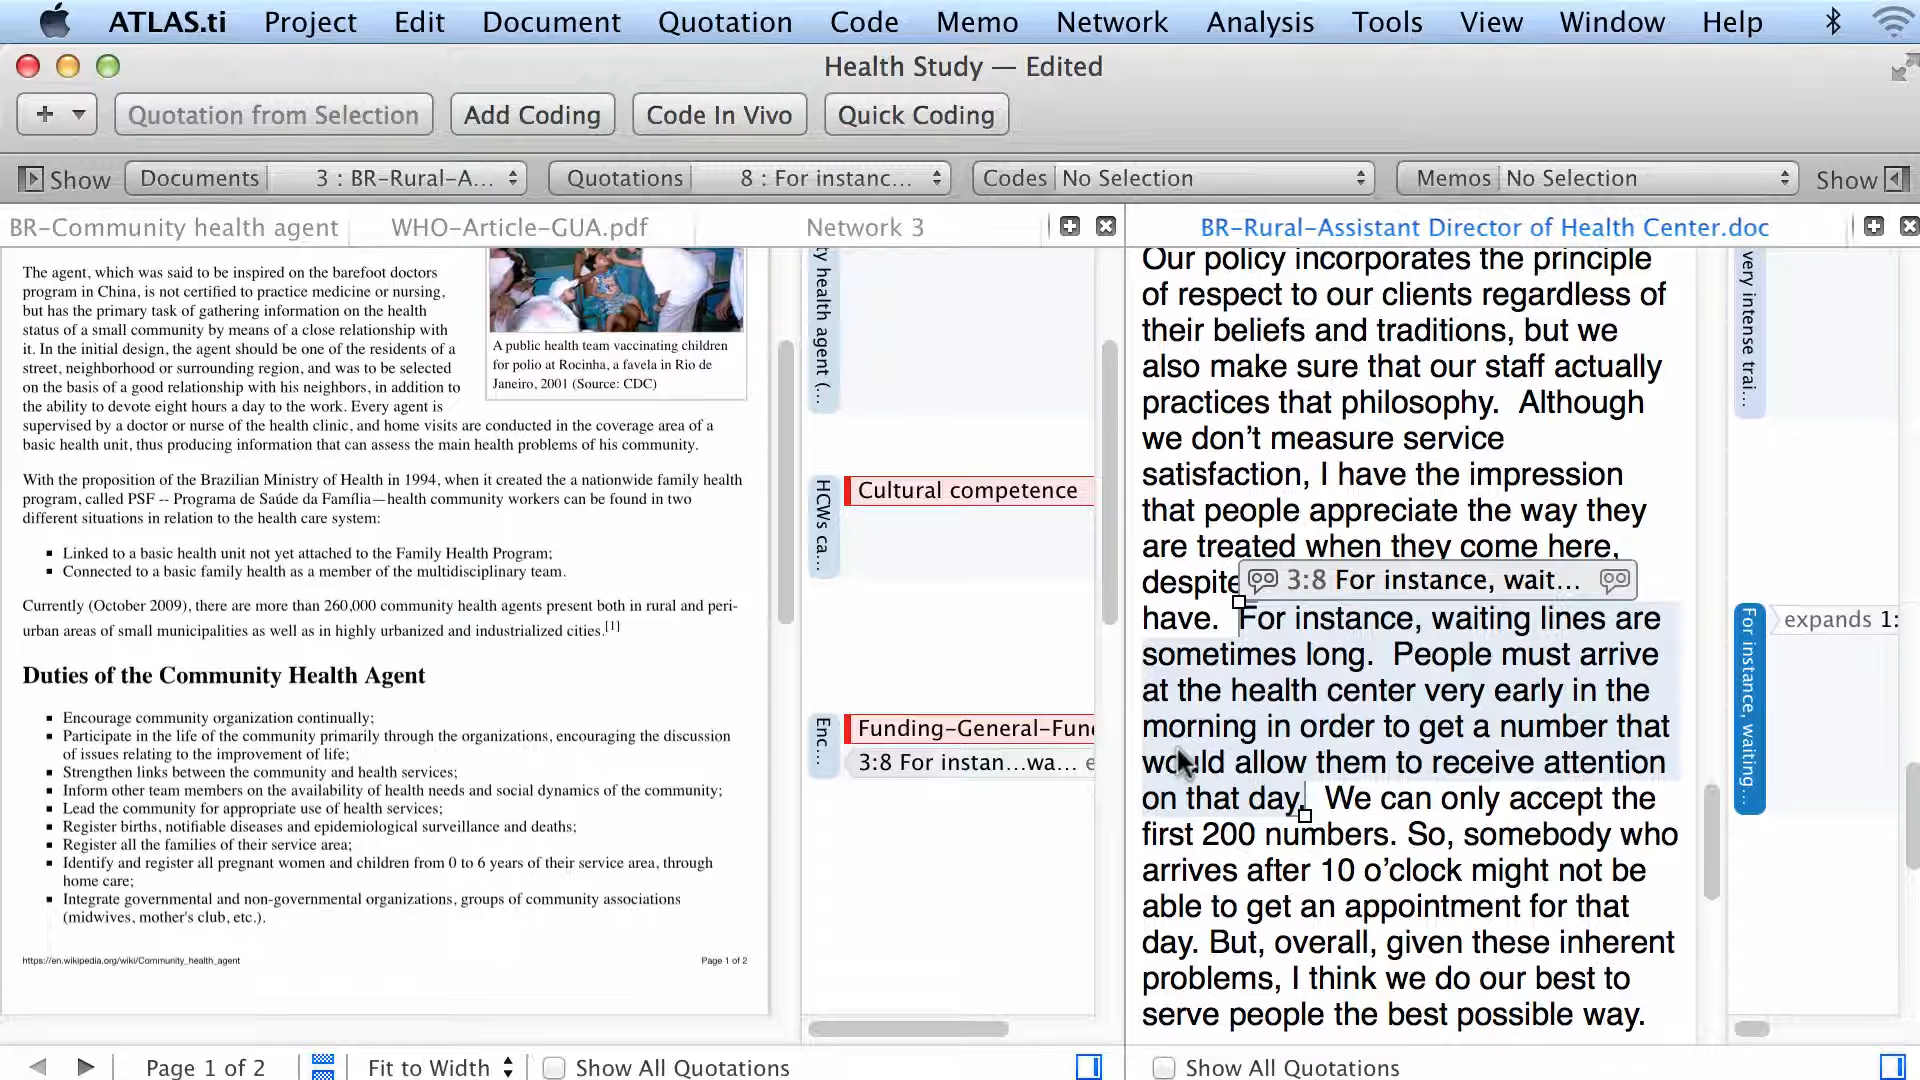 ATLAS.ti Project Edit Document Quotation Code Memo Network Analysis Tools View Window Help
Health Study — Edited
+ Quotation from Selection Add Coding Code In Vivo Quick Coding
Show Documents 3 : BR-Rural-A... Quotations 8 : For instanc... Codes No Selection Memos No Selection Show
BR-Community health agent WHO-Article-GUA.pdf Network 3 BR-Rural-Assistant Director of Health Center.doc
The agent, which was said to be inspired on the barefoot doctors
program in China, is not certified to practice medicine or nursing,
but has the primary task of gathering information on the health
status of a small community by means of a close relationship with
it. In the initial design, the agent should be one of the residents of a
street, neighborhood or surrounding region, and was to be selected
on the basis of a good relationship with his neighbors, in addition to
the ability to devote eight hours a day to the work. Every agent is
supervised by a doctor or nurse of the health clinic, and home visits are conducted in the coverage area of a
basic health unit, thus producing information that can assess the main health problems of his community.
A public health team vaccinating children
for polio at Rocinha, a favela in Rio de
Janeiro, 2001 (Source: CDC)
With the proposition of the Brazilian Ministry of Health in 1994, when it created the a nationwide family health
program, called PSF -- Programa de Saúde da Família—health community workers can be found in two
different situations in relation to the health care system:
▪ Linked to a basic health unit not yet attached to the Family Health Program;
▪ Connected to a basic family health as a member of the multidisciplinary team.
Currently (October 2009), there are more than 260,000 community health agents present both in rural and peri-
urban areas of small municipalities as well as in highly urbanized and industrialized cities.[1]
Duties of the Community Health Agent
▪ Encourage community organization continually;
▪ Participate in the life of the community primarily through the organizations, encouraging the discussion
of issues relating to the improvement of life;
▪ Strengthen links between the community and health services;
▪ Inform other team members on the availability of health needs and social dynamics of the community;
▪ Lead the community for appropriate use of health services;
▪ Register births, notifiable diseases and epidemiological surveillance and deaths;
▪ Register all the families of their service area;
▪ Identify and register all pregnant women and children from 0 to 6 years of their service area, through
home care;
▪ Integrate governmental and non-governmental organizations, groups of community associations
(midwives, mother's club, etc.).
https://en.wikipedia.org/wiki/Community_health_agent Page 1 of 2
ty health agent (...
HCWs ca...
Cultural competence
Enc...
Funding-General-Fun
3:8 For instan...wa... e
Our policy incorporates the principle
of respect to our clients regardless of
their beliefs and traditions, but we
also make sure that our staff actually
practices that philosophy. Although
we don’t measure service
satisfaction, I have the impression
that people appreciate the way they
are treated when they come here,
despite
3:8 For instance, wait...
have. For instance, waiting lines are
sometimes long. People must arrive
at the health center very early in the
morning in order to get a number that
would allow them to receive attention
on that day. We can only accept the
first 200 numbers. So, somebody who
arrives after 10 o’clock might not be
able to get an appointment for that
day. But, overall, given these inherent
problems, I think we do our best to
serve people the best possible way.
very intense trai...
For instance, waiting...
expands 1:
Page 1 of 2 Fit to Width Show All Quotations Show All Quotations